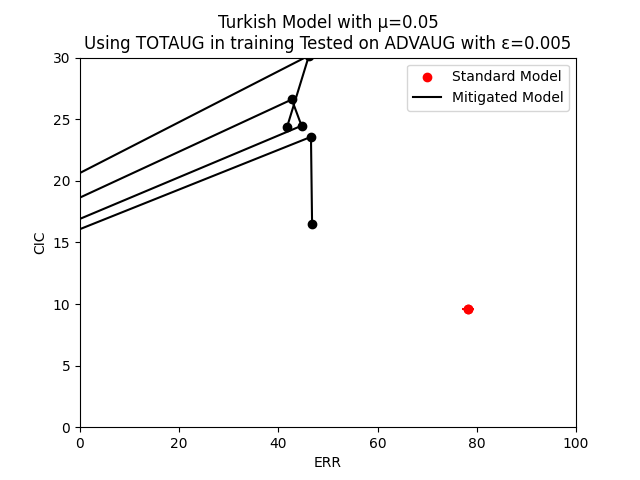 Turkish Model with μ=0.05
Using TOTAUG in training Tested on ADVAUG with ε=0.005
Standard Model
Mitigated Model
30
25
20
15
10
5
0
CIC
0 20 40 60 80 100
ERR